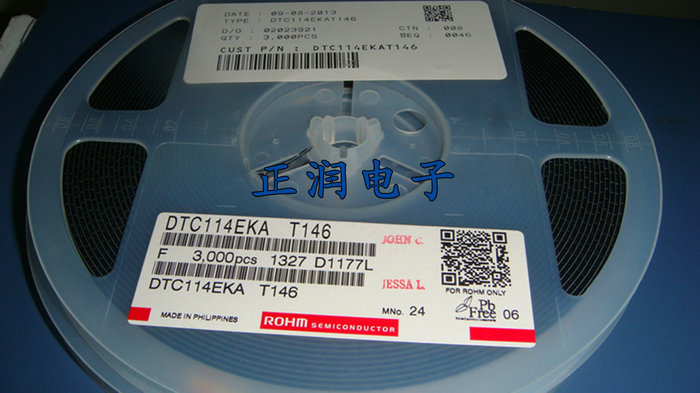 DATE : 08-08-2013
TYPE : DTC114EKAT146
D/O : 02023921
CTN : 008
QTY : 3,000PCS
SEQ : 0046
CUST P/N : DTC114EKAT146
正润电子
DTC114EKA T146
JOHN C.
F 3,000pcs 1327 D1177L
DTC114EKA T146
JESSA L.
FOR ROHM ONLY
MADE IN PHILIPPINES
ROHM SEMICONDUCTOR
MNo. 24
Pb
Free 06